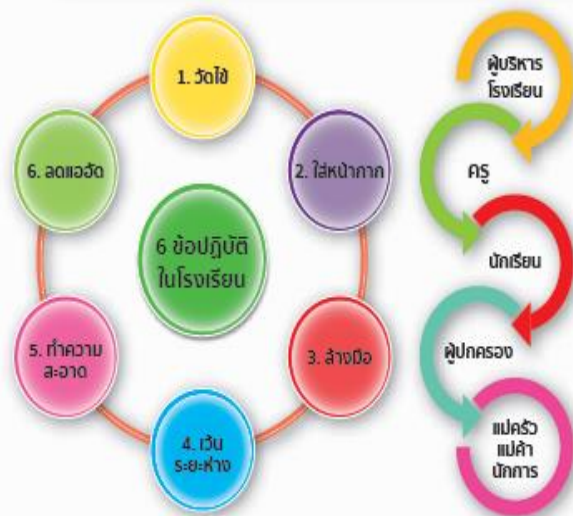 1. วัดไข้
2. ใส่หน้ากาก
3. ล้างมือ
4. เว้น
ระยะห่าง
5. ทำความ
สะอาด
6. ลดแออัด
6 ข้อปฏิบัติ
ในโรงเรียน
ผู้บริหาร
โรงเรียน
ครู
นักเรียน
ผู้ปกครอง
แม่ครัว
แม่ค้า
นักการ